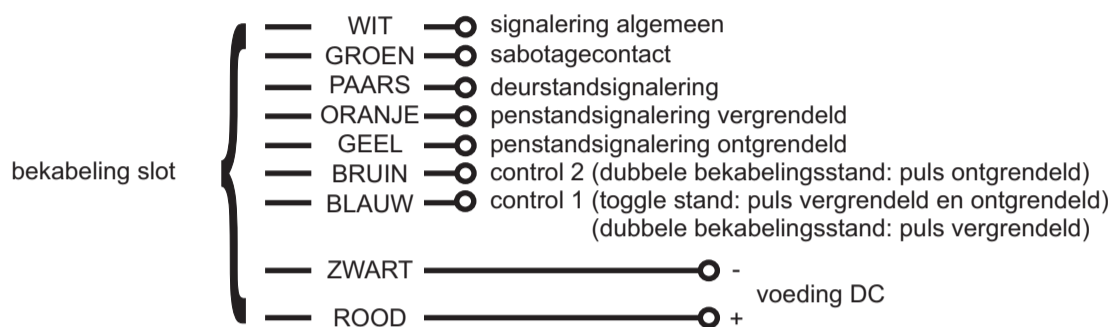 WIT signalering algemeen
GROEN sabotagecontact
PAARS deurstandsignalering
ORANJE penstandsignalering vergrendeld
GEEL penstandsignalering ontgrendeld
bekabeling slot BRUIN control 2 (dubbele bekabelingsstand: puls ontgrendeld)
BLAUW control 1 (toggle stand: puls vergrendeld en ontgrendeld)
(dubbele bekabelingsstand: puls vergrendeld)
ZWART -
voeding DC
ROOD +